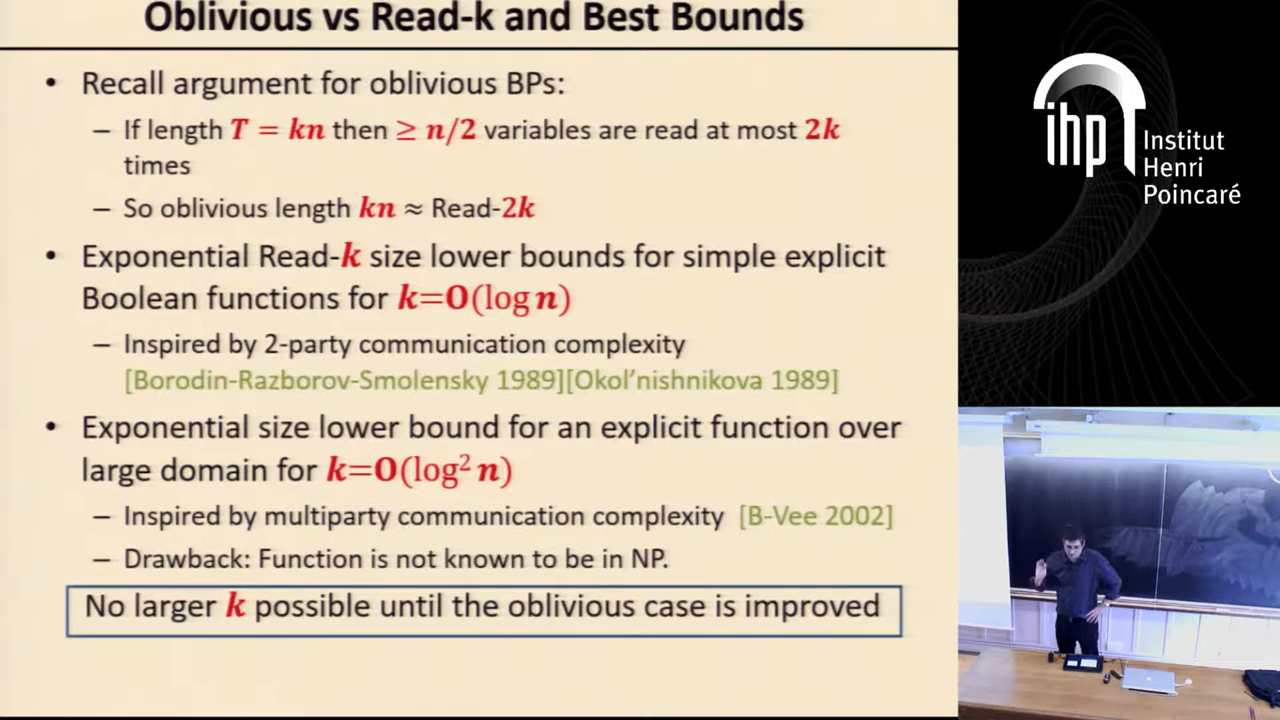 Oblivious vs Read-k and Best Bounds
• Recall argument for oblivious BPs:
– If length T = kn then ≥ n/2 variables are read at most 2k
times
– So oblivious length kn ≈ Read-2k
• Exponential Read-k size lower bounds for simple explicit
Boolean functions for k=O(log n)
– Inspired by 2-party communication complexity
[Borodin-Razborov-Smolensky 1989][Okol'nishnikova 1989]
• Exponential size lower bound for an explicit function over
large domain for k=O(log² n)
– Inspired by multiparty communication complexity [B-Vee 2002]
– Drawback: Function is not known to be in NP.
No larger k possible until the oblivious case is improved
ihp
Institut
Henri
Poincaré